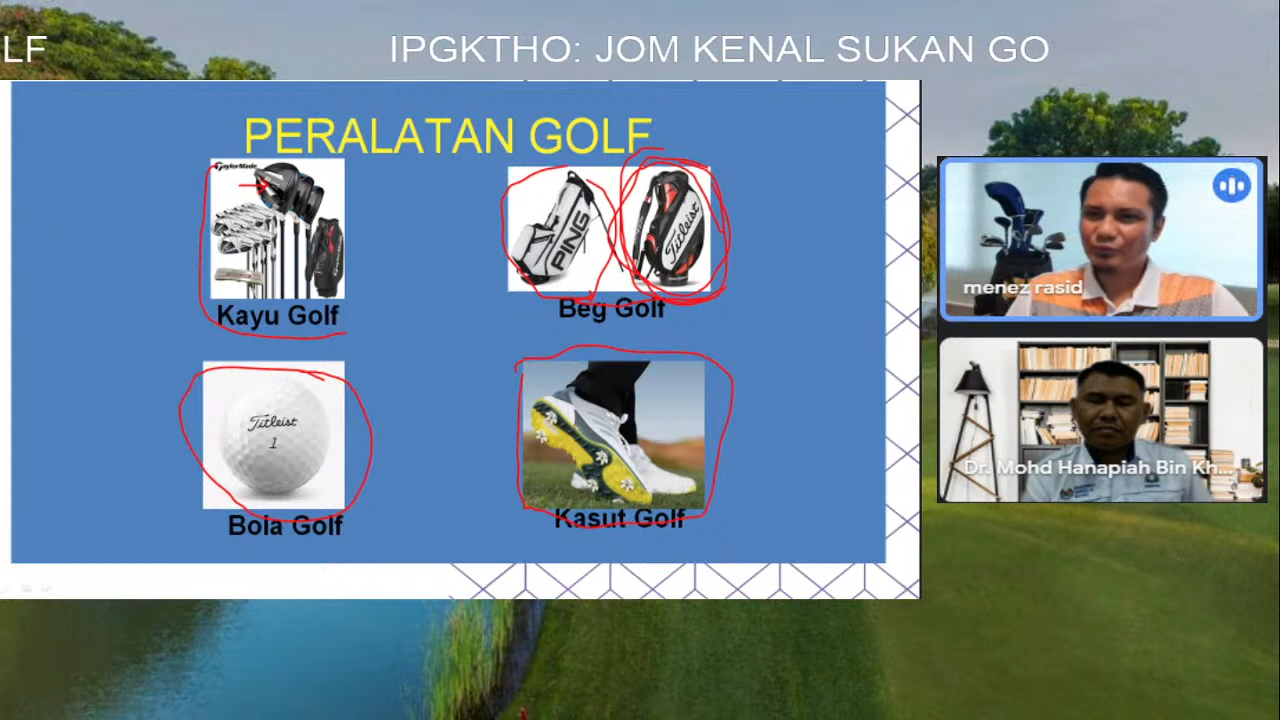 LF IPGKTHO: JOM KENAL SUKAN GO
PERALATAN GOLF
TaylorMade
PING
Titleist
Kayu Golf
Beg Golf
Titleist
1
Bola Golf
Kasut Golf
menez rasid
Dr. Mohd Hanapiah Bin Kh...